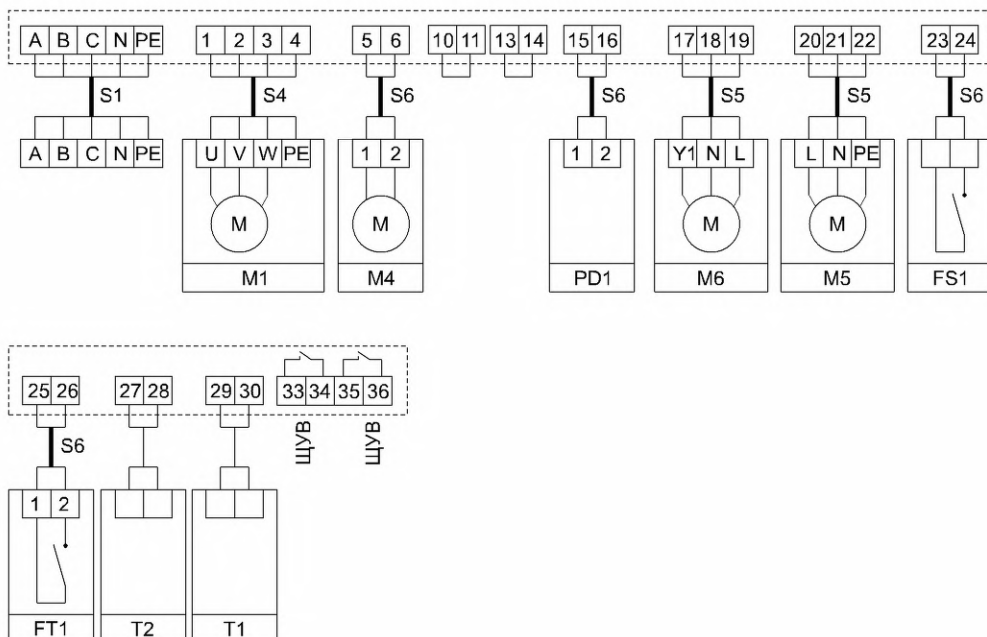 A B C N PE 1 2 3 4 5 6 10 11 13 14 15 16 17 18 19 20 21 22 23 24
S1 S4 S6 S6 S5 S5 S6
A B C N PE U V W PE 1 2 1 2 Y1 N L L N PE
M M M M
M1 M4 PD1 M6 M5 FS1
25 26 27 28 29 30 33 34 35 36
S6 ЩУВ ЩУВ
1 2
FT1 T2 T1